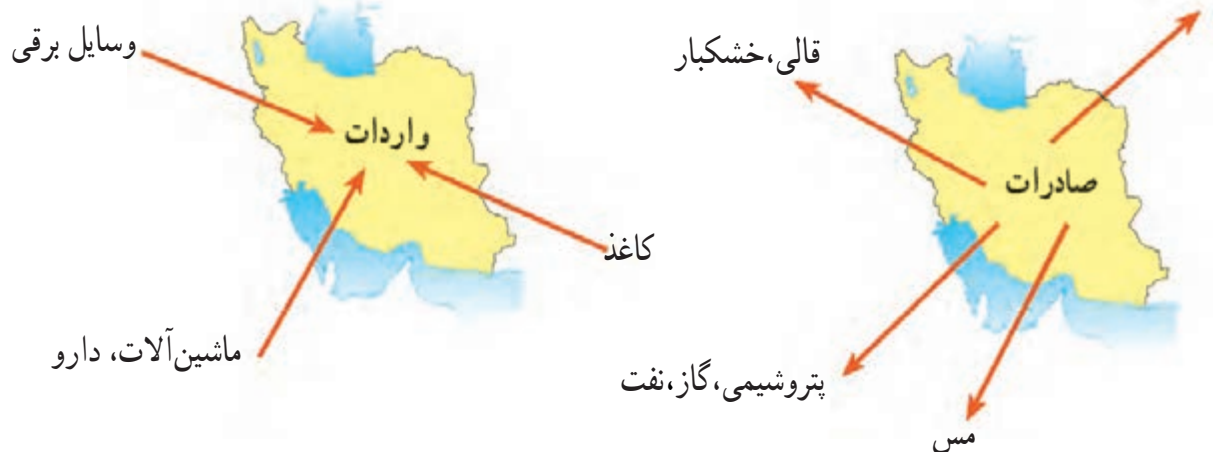 قالی،خشکبار
صادرات
پتروشیمی،گاز،نفت
مس
وسایل برقی
واردات
کاغذ
ماشین‌آلات، دارو